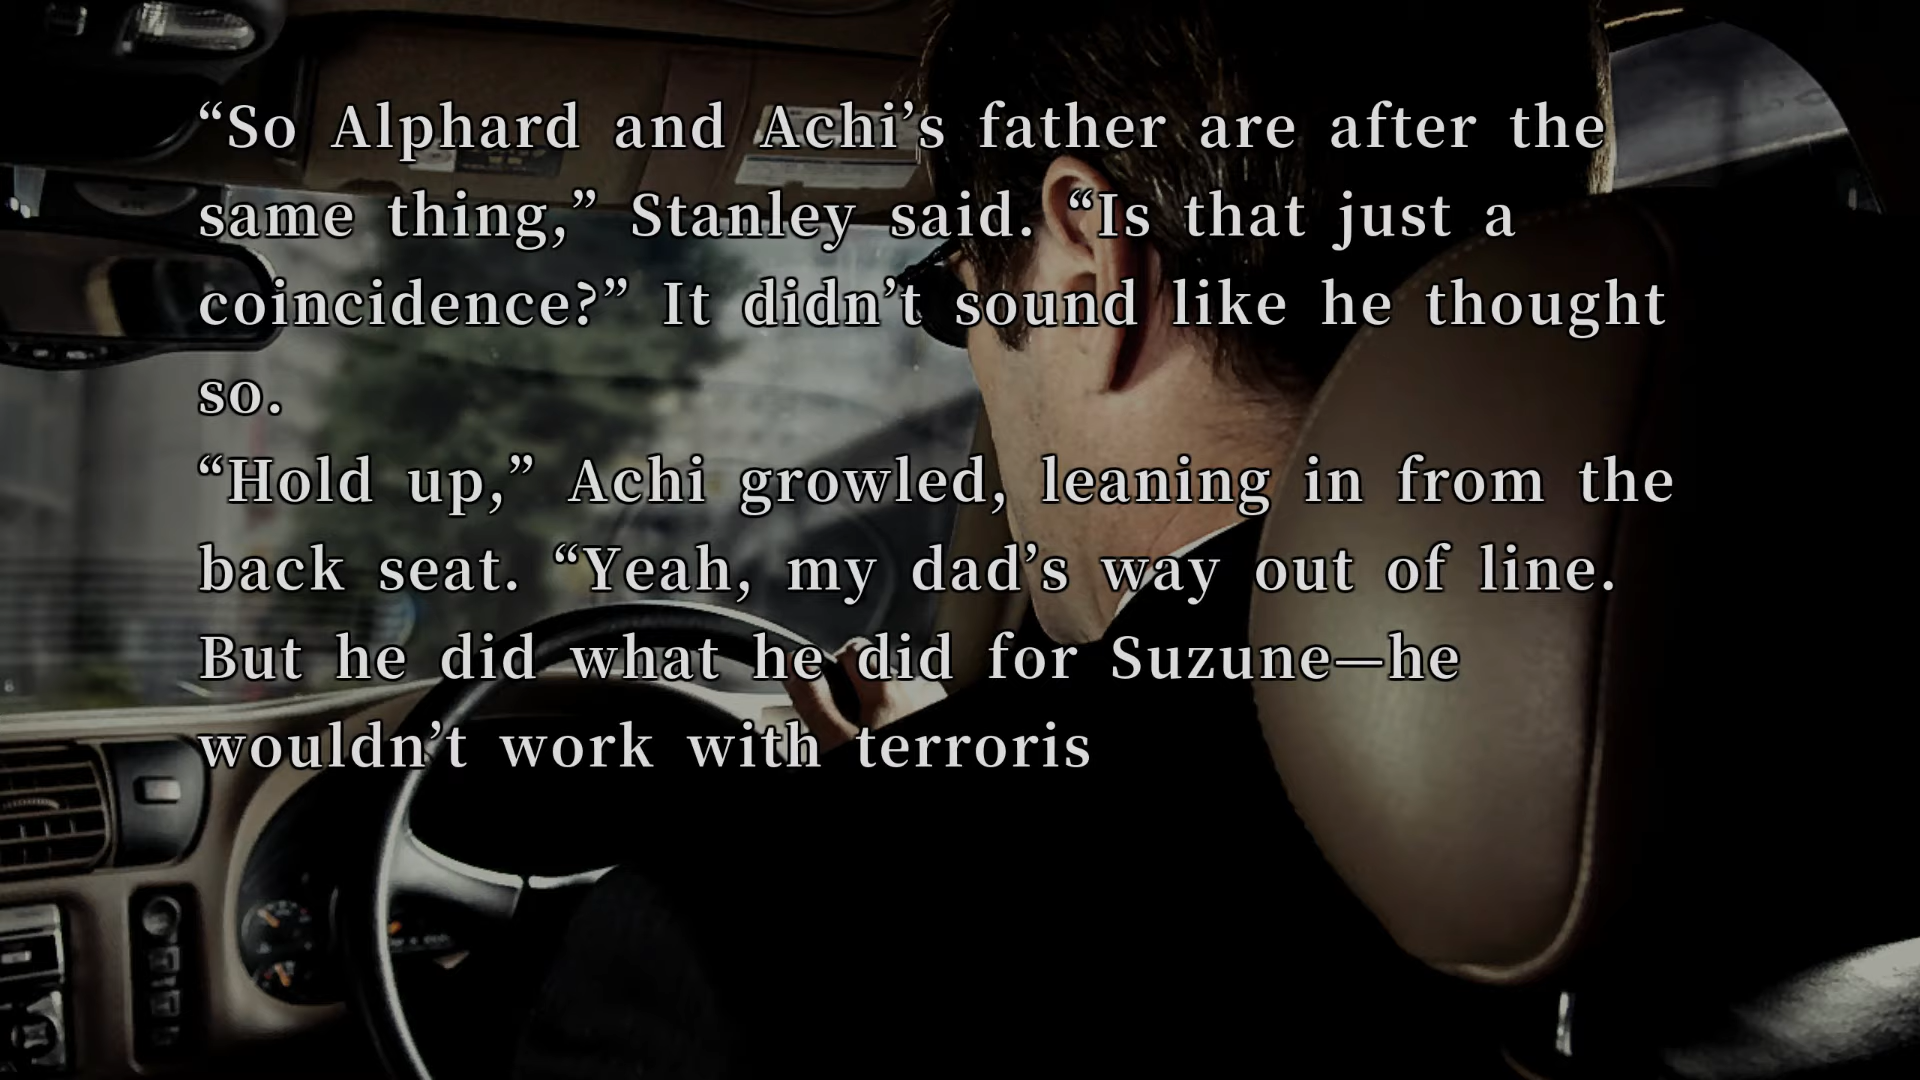 “So Alphard and Achi’s father are after the
same thing,” Stanley said. “Is that just a
coincidence?” It didn’t sound like he thought
so.
“Hold up,” Achi growled, leaning in from the
back seat. “Yeah, my dad’s way out of line.
But he did what he did for Suzune—he
wouldn’t work with terroris